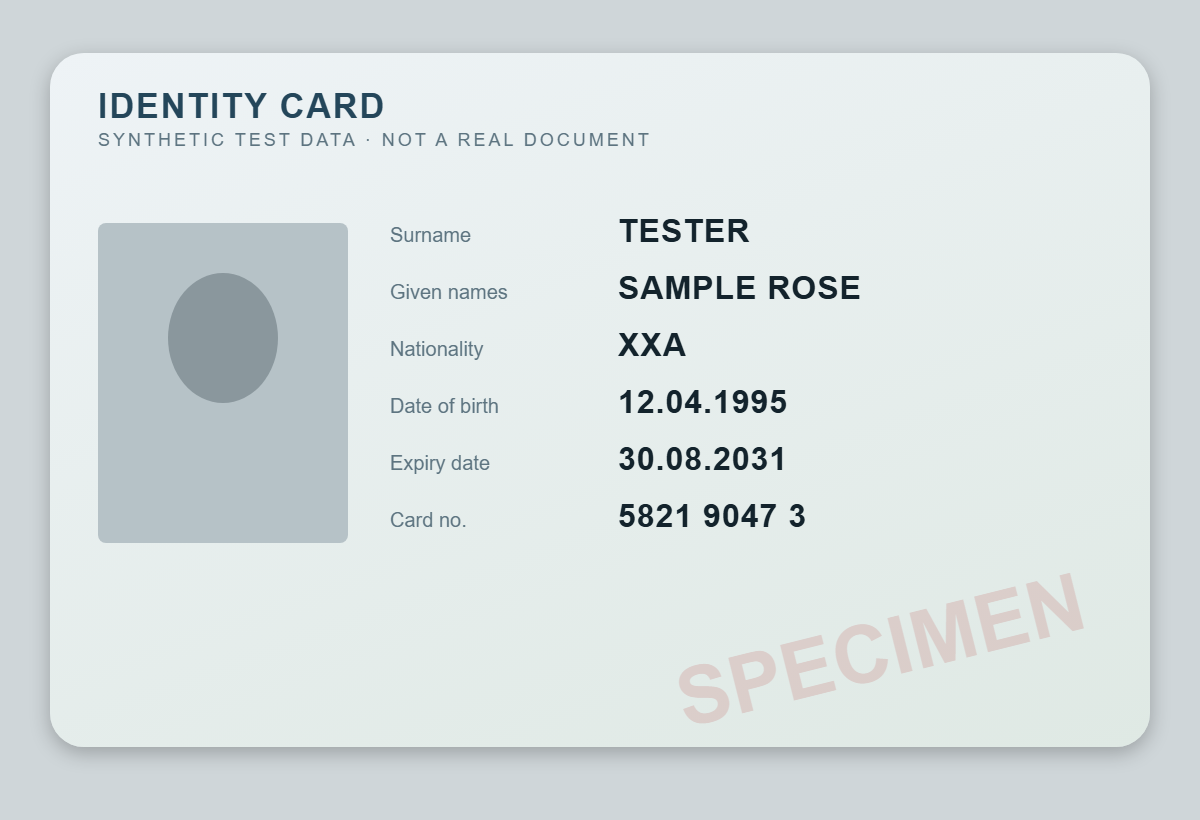 IDENTITY CARD
SYNTHETIC TEST DATA · NOT A REAL DOCUMENT
Surname TESTER
Given names SAMPLE ROSE
Nationality XXA
Date of birth 12.04.1995
Expiry date 30.08.2031
Card no. 5821 9047 3
SPECIMEN